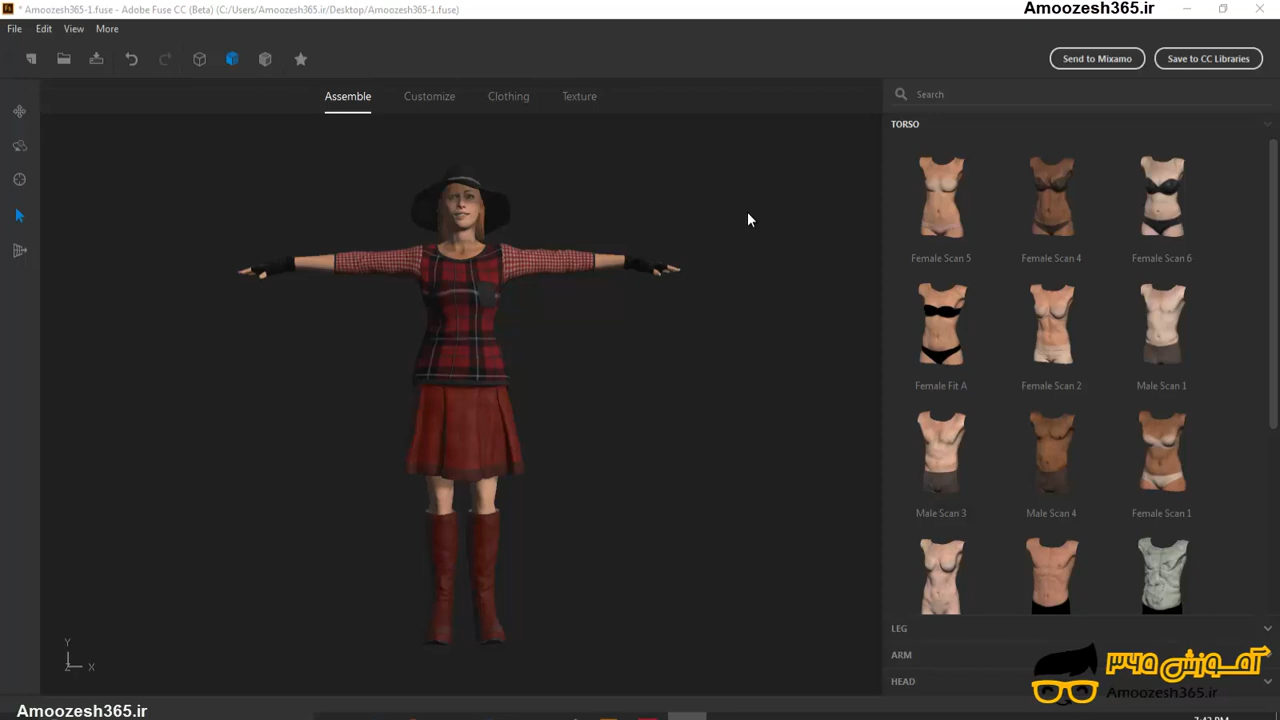 * Amoozesh365-1.fuse - Adobe Fuse CC (Beta) (C:/Users/Amoozesh365.ir/Desktop/Amoozesh365-1.fuse)
Amoozesh365.ir
File Edit View More
Send to Mixamo
Save to CC Libraries
Assemble Customize Clothing Texture
Search
TORSO
Female Scan 5 Female Scan 4 Female Scan 6
Female Fit A Female Scan 2 Male Scan 1
Male Scan 3 Male Scan 4 Female Scan 1
LEG
ARM
HEAD
Y
Z X
آموزش ۳۶۵
Amoozesh365.ir
Amoozesh365.ir